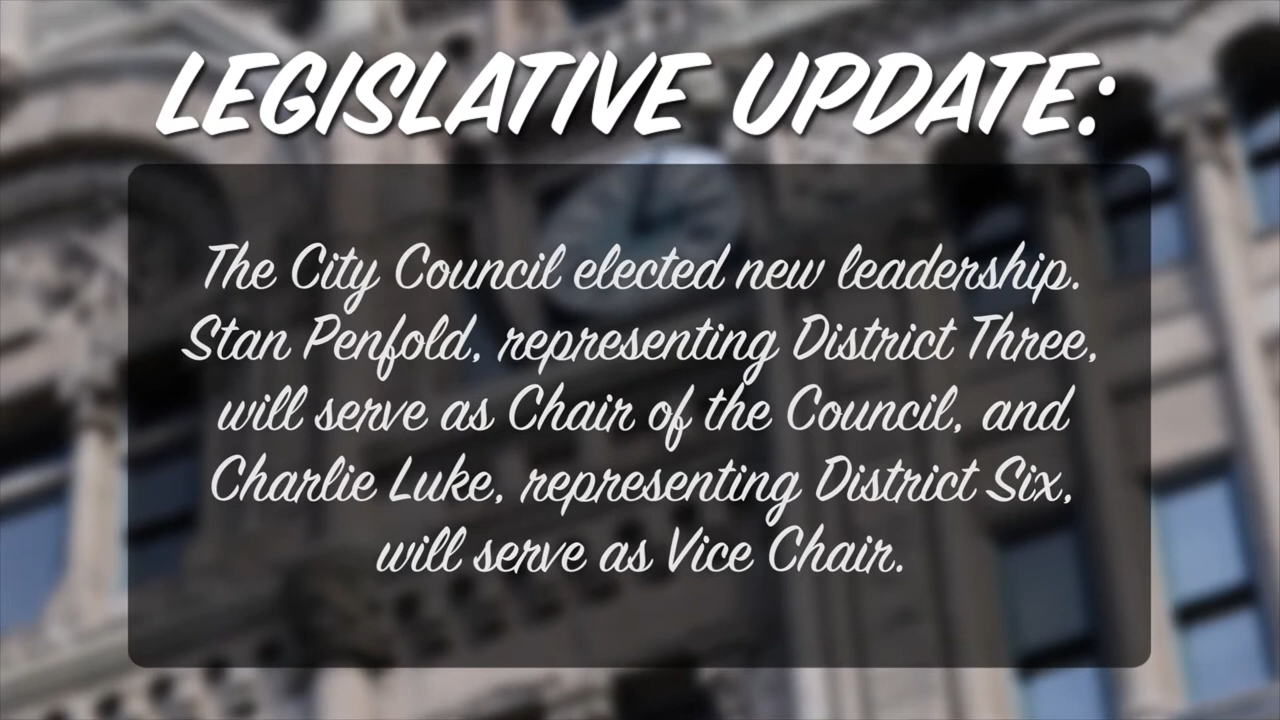 LEGISLATIVE UPDATE:
The City Council elected new leadership.
Stan Penfold, representing District Three,
will serve as Chair of the Council, and
Charlie Luke, representing District Six,
will serve as Vice Chair.